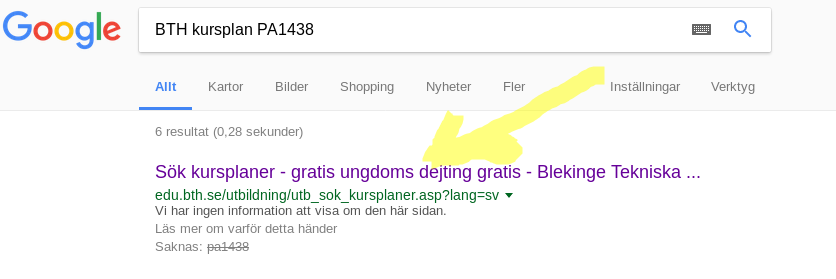 Google BTH kursplan PA1438
Allt Kartor Bilder Shopping Nyheter Fler Inställningar Verktyg
6 resultat (0,28 sekunder)
Sök kursplaner - gratis ungdoms dejting gratis - Blekinge Tekniska ...
edu.bth.se/utbildning/utb_sok_kursplaner.asp?lang=sv
Vi har ingen information att visa om den här sidan.
Läs mer om varför detta händer
Saknas: pa1438